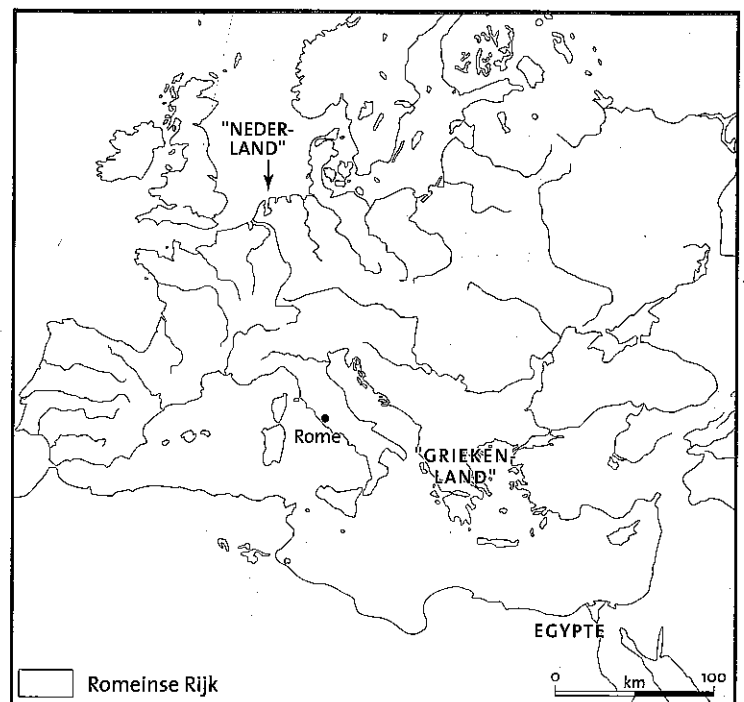 "NEDER-
LAND"
Rome
"GRIEKEN-
LAND"
EGYPTE
Romeinse Rijk
0 km 100